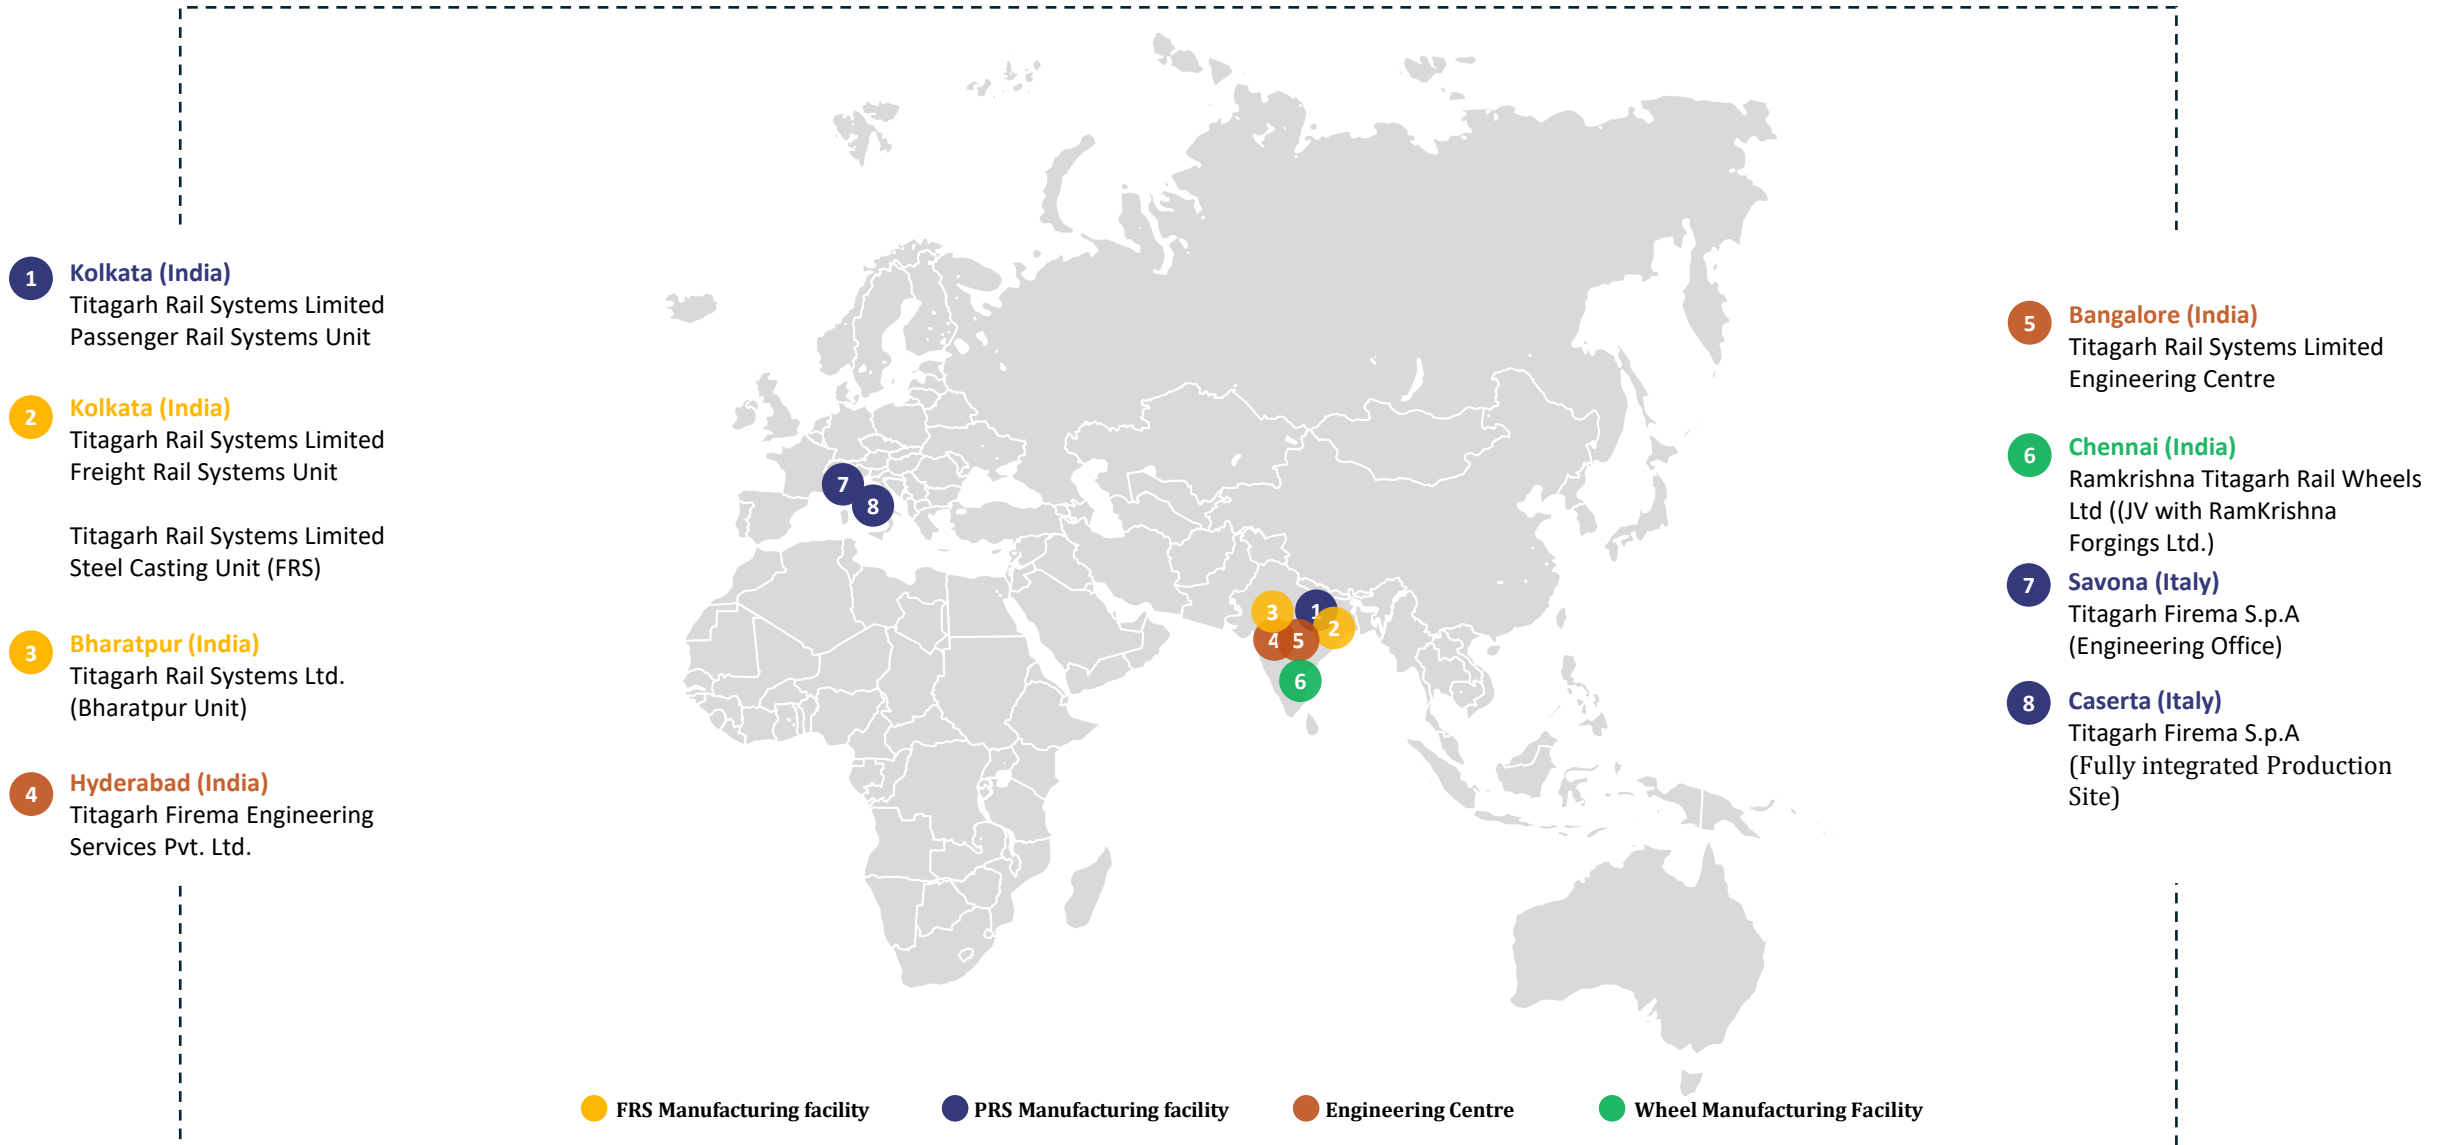 1
Kolkata (India)
Titagarh Rail Systems Limited
Passenger Rail Systems Unit
2
Kolkata (India)
Titagarh Rail Systems Limited
Freight Rail Systems Unit
Titagarh Rail Systems Limited
Steel Casting Unit (FRS)
3
Bharatpur (India)
Titagarh Rail Systems Ltd.
(Bharatpur Unit)
4
Hyderabad (India)
Titagarh Firema Engineering
Services Pvt. Ltd.
7
8
3
1
2
4
5
6
5
Bangalore (India)
Titagarh Rail Systems Limited
Engineering Centre
6
Chennai (India)
Ramkrishna Titagarh Rail Wheels
Ltd ((JV with RamKrishna
Forgings Ltd.)
7
Savona (Italy)
Titagarh Firema S.p.A
(Engineering Office)
8
Caserta (Italy)
Titagarh Firema S.p.A
(Fully integrated Production
Site)
FRS Manufacturing facility
PRS Manufacturing facility
Engineering Centre
Wheel Manufacturing Facility